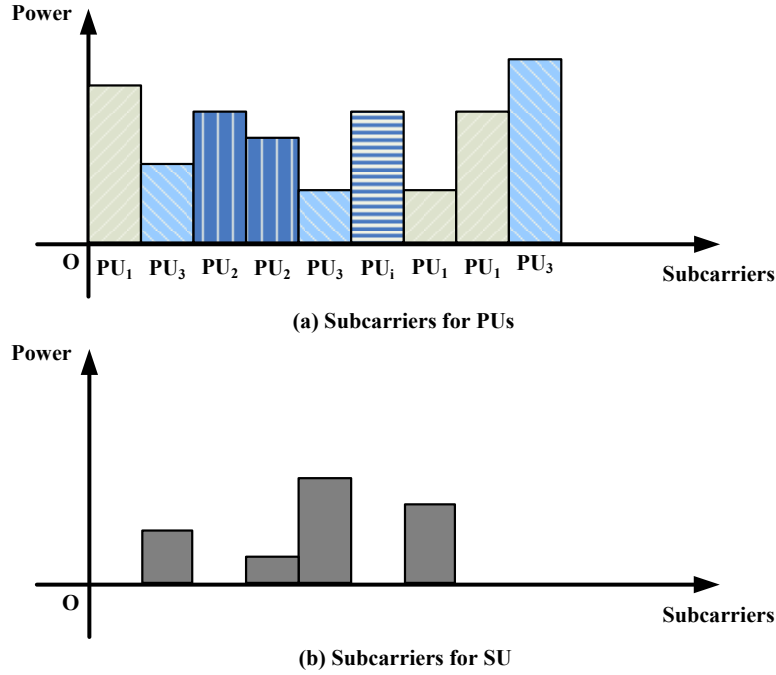 Power
O
PU₁ PU₃ PU₂ PU₂ PU₃ PUᵢ PU₁ PU₁ PU₃
Subcarriers
(a) Subcarriers for PUs
Power
O
Subcarriers
(b) Subcarriers for SU